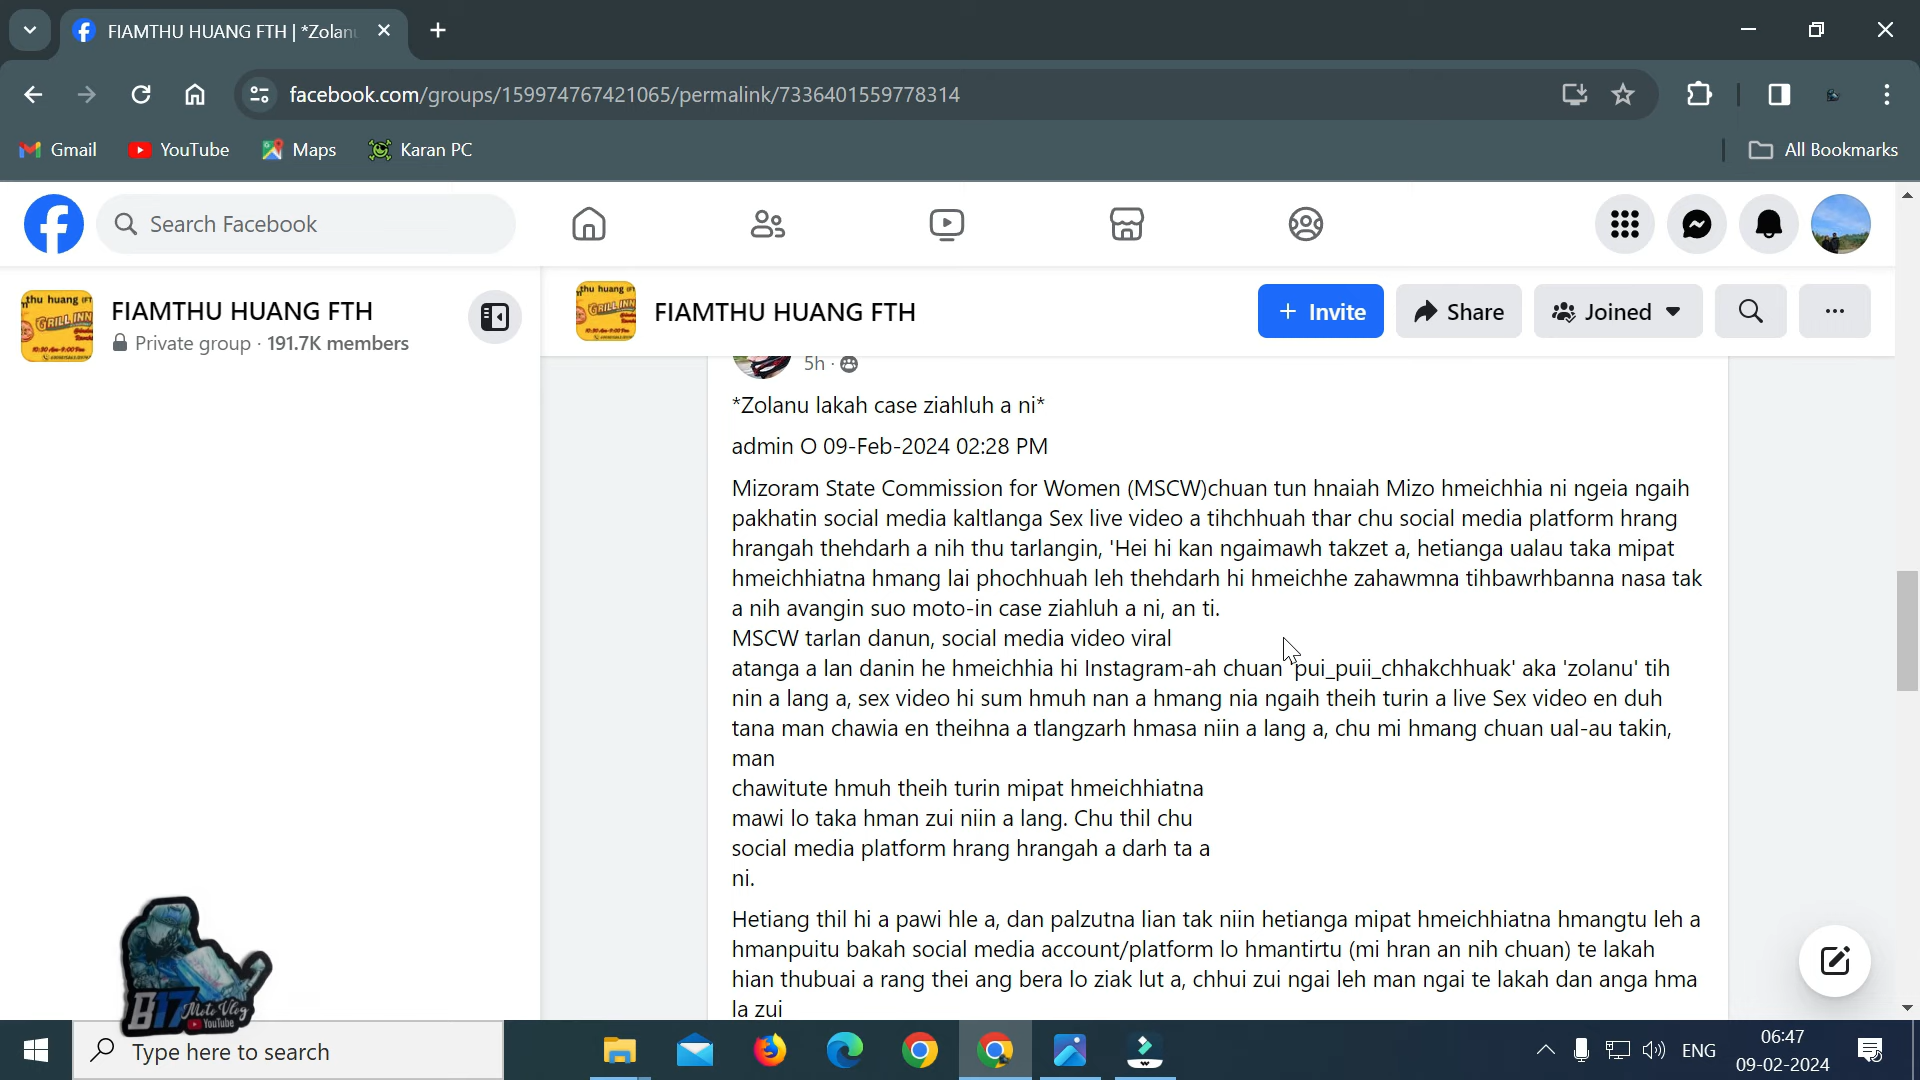 FIAMTHU HUANG FTH | *Zolanu
facebook.com/groups/159974767421065/permalink/7336401559778314
Gmail
YouTube
Maps
Karan PC
All Bookmarks
Search Facebook
thu huang (FT
GRILL INN
FIAMTHU HUANG FTH
Private group · 191.7K members
thu huang (FT
GRILL INN
FIAMTHU HUANG FTH
+ Invite
Share
Joined
5h ·
*Zolanu lakah case ziahluh a ni*
admin O 09-Feb-2024 02:28 PM
Mizoram State Commission for Women (MSCW)chuan tun hnaiah Mizo hmeichhia ni ngeia ngaih
pakhatin social media kaltlanga Sex live video a tihchhuah thar chu social media platform hrang
hrangah thehdarh a nih thu tarlangin, 'Hei hi kan ngaimawh takzet a, hetianga ualau taka mipat
hmeichhiatna hmang lai phochhuah leh thehdarh hi hmeichhe zahawmna tihbawrhbanna nasa tak
a nih avangin suo moto-in case ziahluh a ni, an ti.
MSCW tarlan danun, social media video viral
atanga a lan danin he hmeichhia hi Instagram-ah chuan 'pui_puii_chhakchhuak' aka 'zolanu' tih
nin a lang a, sex video hi sum hmuh nan a hmang nia ngaih theih turin a live Sex video en duh
tana man chawia en theihna a tlangzarh hmasa niin a lang a, chu mi hmang chuan ual-au takin,
man
chawitute hmuh theih turin mipat hmeichhiatna
mawi lo taka hman zui niin a lang. Chu thil chu
social media platform hrang hrangah a darh ta a
ni.
Hetiang thil hi a pawi hle a, dan palzutna lian tak niin hetianga mipat hmeichhiatna hmangtu leh a
hmanpuitu bakah social media account/platform lo hmantirtu (mi hran an nih chuan) te lakah
hian thubuai a rang thei ang bera lo ziak lut a, chhui zui ngai leh man ngai te lakah dan anga hma
la zui
B17 Moto Vlog
YouTube
Type here to search
ENG
06:47
09-02-2024